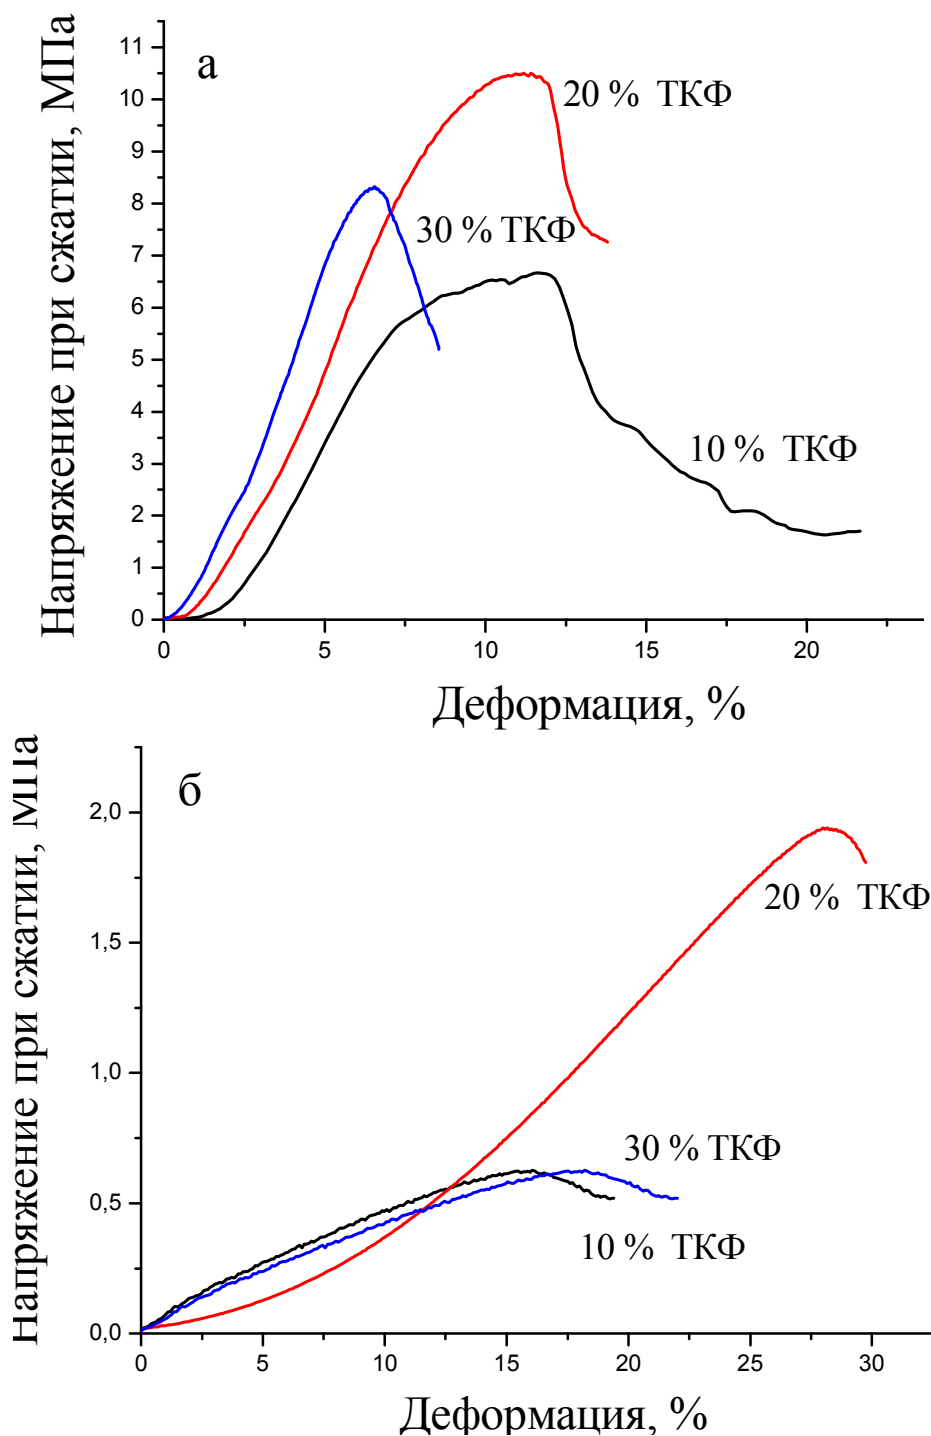 Напряжение при сжатии, МПа
а
11
10
9
8
7
6
5
4
3
2
1
0
20 % ТКФ
30 % ТКФ
10 % ТКФ
0 5 10 15 20
Деформация, %
Напряжение при сжатии, МПа
б
2,0
1,5
1,0
0,5
0,0
20 % ТКФ
30 % ТКФ
10 % ТКФ
0 5 10 15 20 25 30
Деформация, %